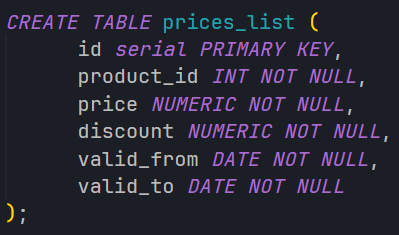 CREATE TABLE prices_list (
id serial PRIMARY KEY,
product_id INT NOT NULL,
price NUMERIC NOT NULL,
discount NUMERIC NOT NULL,
valid_from DATE NOT NULL,
valid_to DATE NOT NULL
);